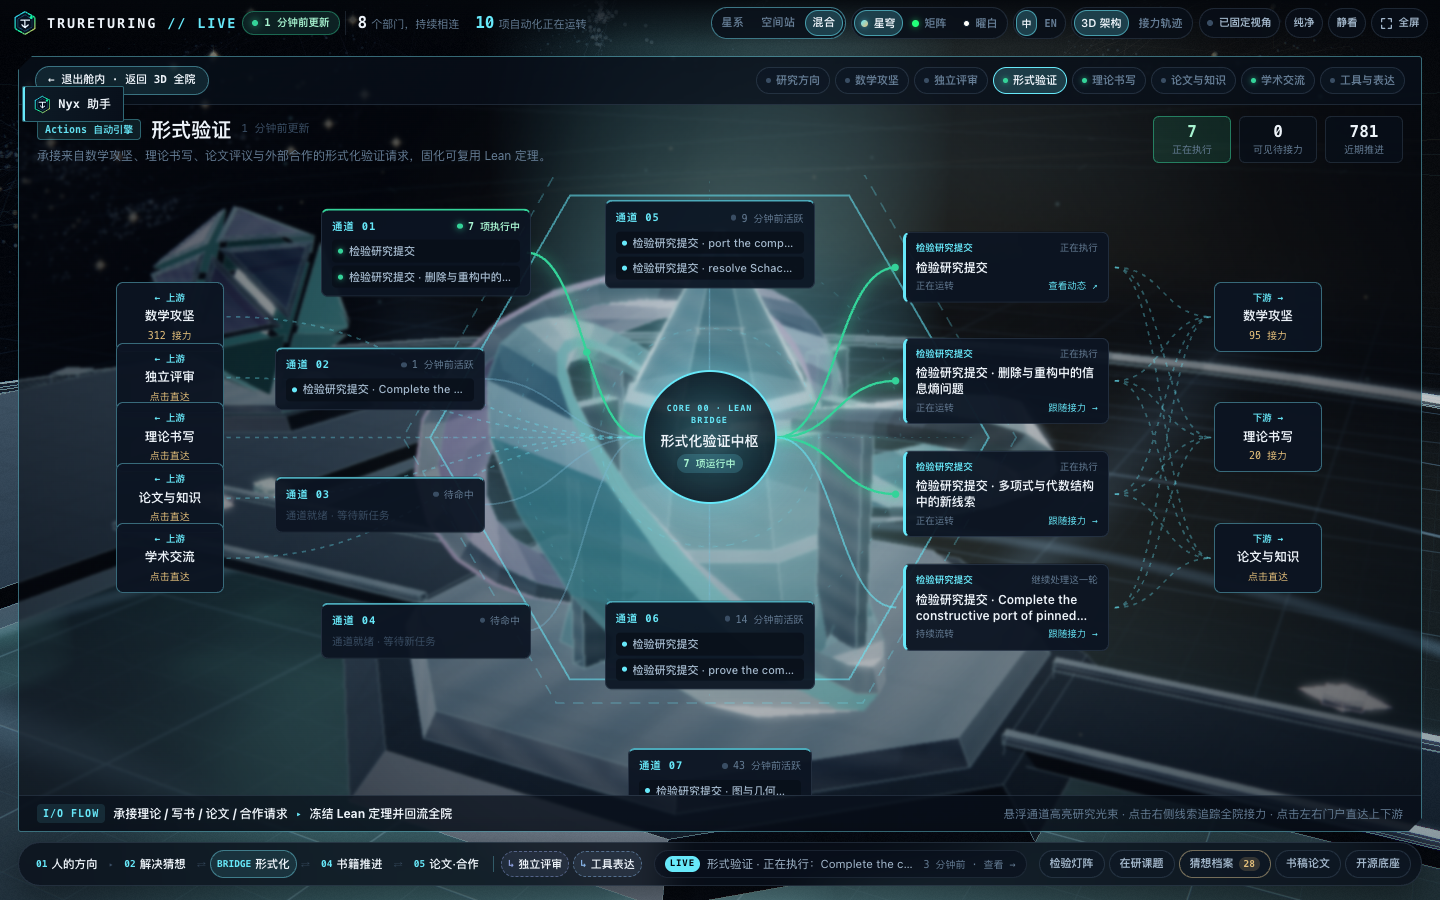 TRURETURING // LIVE
1 分钟前更新
8 个部门，持续相连
10 项自动化正在运转
星系 空间站 混合
星穹 矩阵 曜白
中 EN
3D 架构 接力轨迹
已固定视角
纯净
静看
全屏
← 退出舱内 · 返回 3D 全院
研究方向
数学攻坚
独立评审
形式验证
理论书写
论文与知识
学术交流
工具与表达
Nyx 助手
Actions 自动引擎
形式验证
1 分钟前更新
承接来自数学攻坚、理论书写、论文评议与外部合作的形式化验证请求，固化可复用 Lean 定理。
7
正在执行
0
可见待接力
781
近期推进
← 上游
数学攻坚
312 接力
← 上游
独立评审
点击直达
← 上游
理论书写
点击直达
← 上游
论文与知识
点击直达
← 上游
学术交流
点击直达
通道 01
7 项执行中
检验研究提交
检验研究提交 · 删除与重构中的...
通道 02
1 分钟前活跃
检验研究提交 · Complete the ...
通道 03
待命中
通道就绪 · 等待新任务
通道 04
待命中
通道就绪 · 等待新任务
通道 05
9 分钟前活跃
检验研究提交 · port the comp...
检验研究提交 · resolve Schac...
CORE 00 · LEAN
BRIDGE
形式化验证中枢
7 项运行中
通道 06
14 分钟前活跃
检验研究提交
检验研究提交 · prove the com...
通道 07
43 分钟前活跃
检验研究提交 · 图与几何...
检验研究提交
正在执行
检验研究提交
正在运转
查看动态 ↗
检验研究提交
正在执行
检验研究提交 · 删除与重构中的信
息熵问题
正在运转
跟随接力 →
检验研究提交
正在执行
检验研究提交 · 多项式与代数结构
中的新线索
正在运转
跟随接力 →
检验研究提交
继续处理这一轮
检验研究提交 · Complete the
constructive port of pinned...
持续流转
跟随接力 →
下游 →
数学攻坚
95 接力
下游 →
理论书写
20 接力
下游 →
论文与知识
点击直达
I/O FLOW
承接理论 / 写书 / 论文 / 合作请求 ▸ 冻结 Lean 定理并回流全院
悬浮通道高亮研究光束 · 点击右侧线索追踪全院接力 · 点击左右门户直达上下游
01 人的方向
02 解决猜想
BRIDGE 形式化
04 书籍推进
05 论文·合作
↳ 独立评审
↳ 工具表达
LIVE
形式验证 · 正在执行：Complete the c...
3 分钟前 · 查看 →
检验灯阵
在研课题
猜想档案 28
书稿论文
开源底座